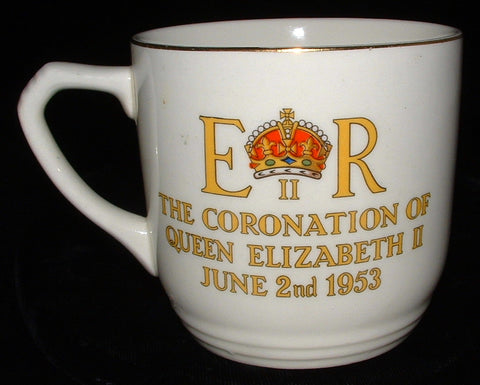 E R
II
THE CORONATION OF
QUEEN ELIZABETH II
JUNE 2nd 1953